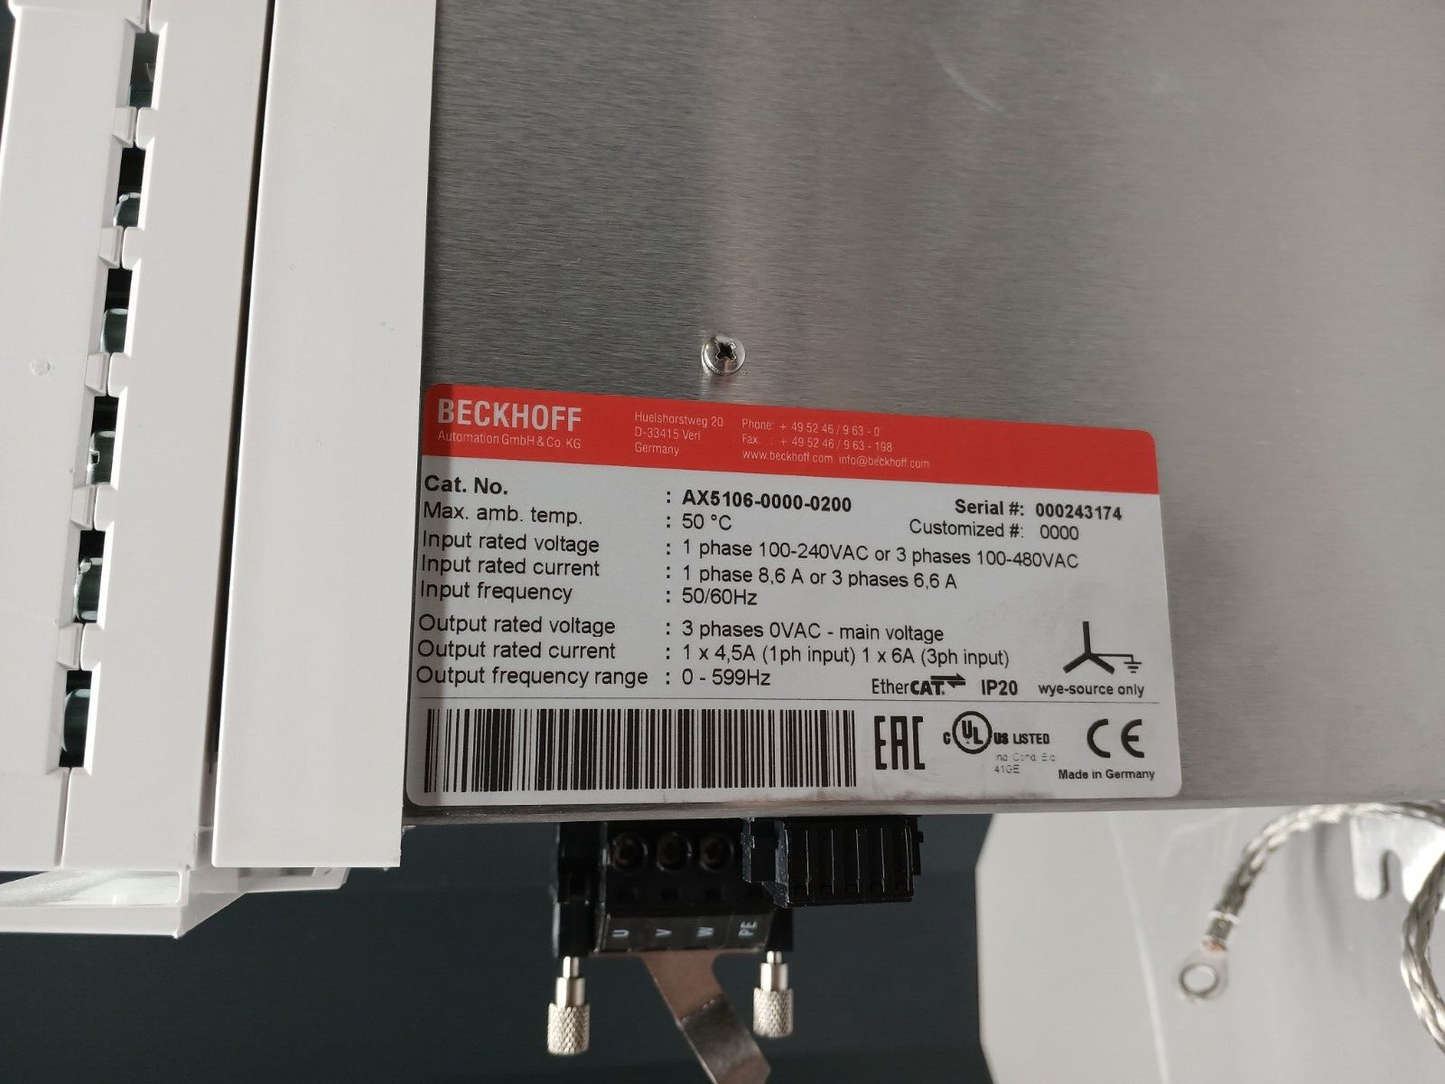 BECKHOFF
Automation GmbH & Co. KG
Huelshorstweg 20
D-33415 Verl
Germany
Phone: + 49 52 46 / 9 63 - 0
Fax. : + 49 52 46 / 9 63 - 198
www.beckhoff.com info@beckhoff.com
Cat. No. : AX5106-0000-0200 Serial #: 000243174
Max. amb. temp. : 50 °C Customized #: 0000
Input rated voltage : 1 phase 100-240VAC or 3 phases 100-480VAC
Input rated current : 1 phase 8,6 A or 3 phases 6,6 A
Input frequency : 50/60Hz
Output rated voltage : 3 phases 0VAC - main voltage
Output rated current : 1 x 4,5A (1ph input) 1 x 6A (3ph input)
Output frequency range : 0 - 599Hz
EtherCAT. IP20 wye-source only
EAC C UL US LISTED CE
41GE
Made in Germany
U V W PE